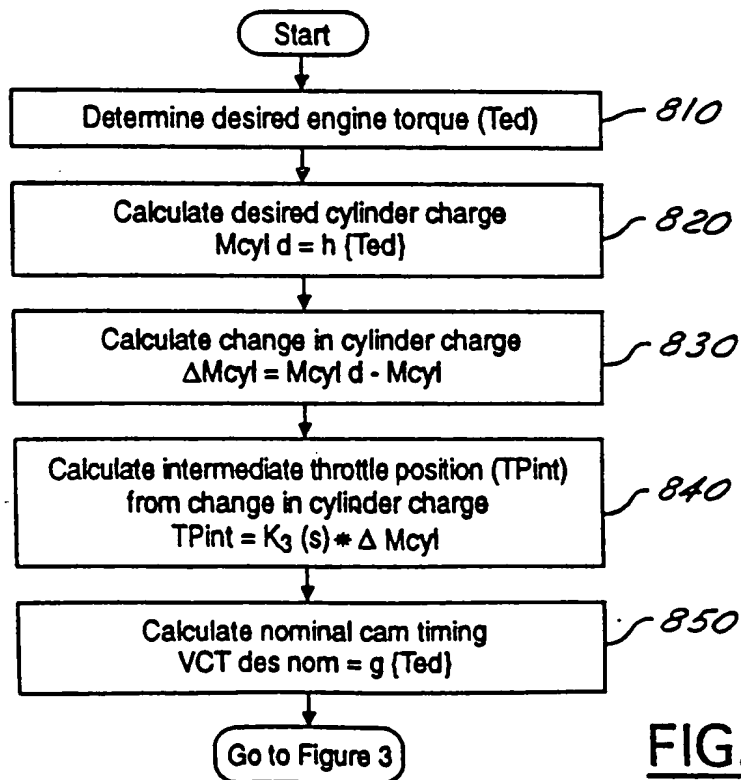 Start
Determine desired engine torque (Ted)
810
Calculate desired cylinder charge
Mcyl d = h {Ted}
820
Calculate change in cylinder charge
ΔMcyl = Mcyl d - Mcyl
830
Calculate intermediate throttle position (TPint)
from change in cylinder charge
TPint = K₃ (s) * Δ Mcyl
840
Calculate nominal cam timing
VCT des nom = g {Ted}
850
Go to Figure 3
FIG.